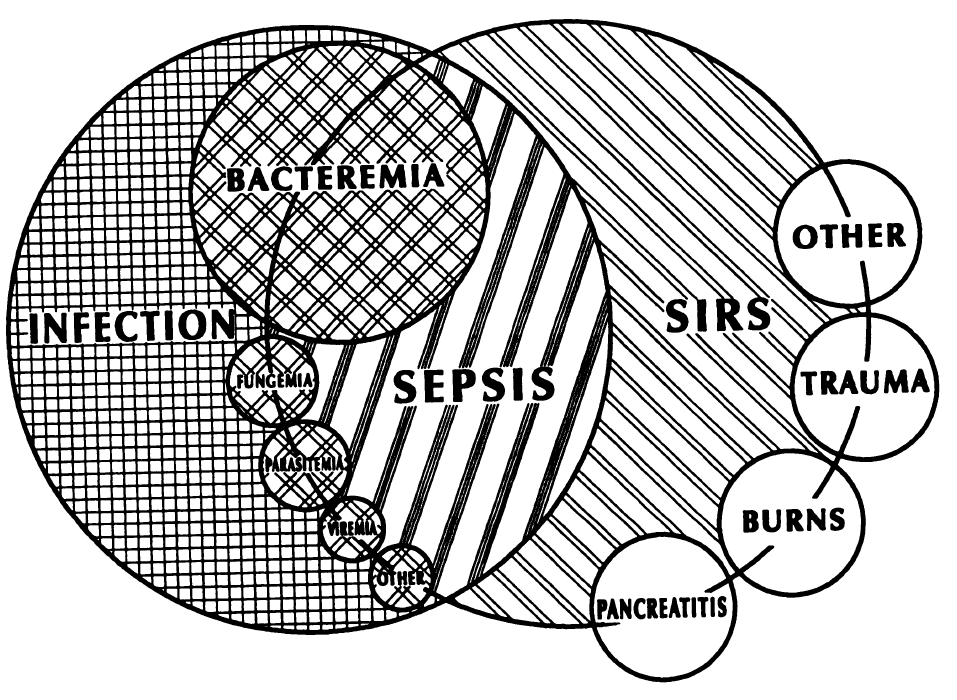 BACTEREMIA
OTHER
INFECTION
SIRS
FUNGEMIA
SEPSIS
TRAUMA
PARASITEMIA
VIREMIA
BURNS
OTHER
PANCREATITIS